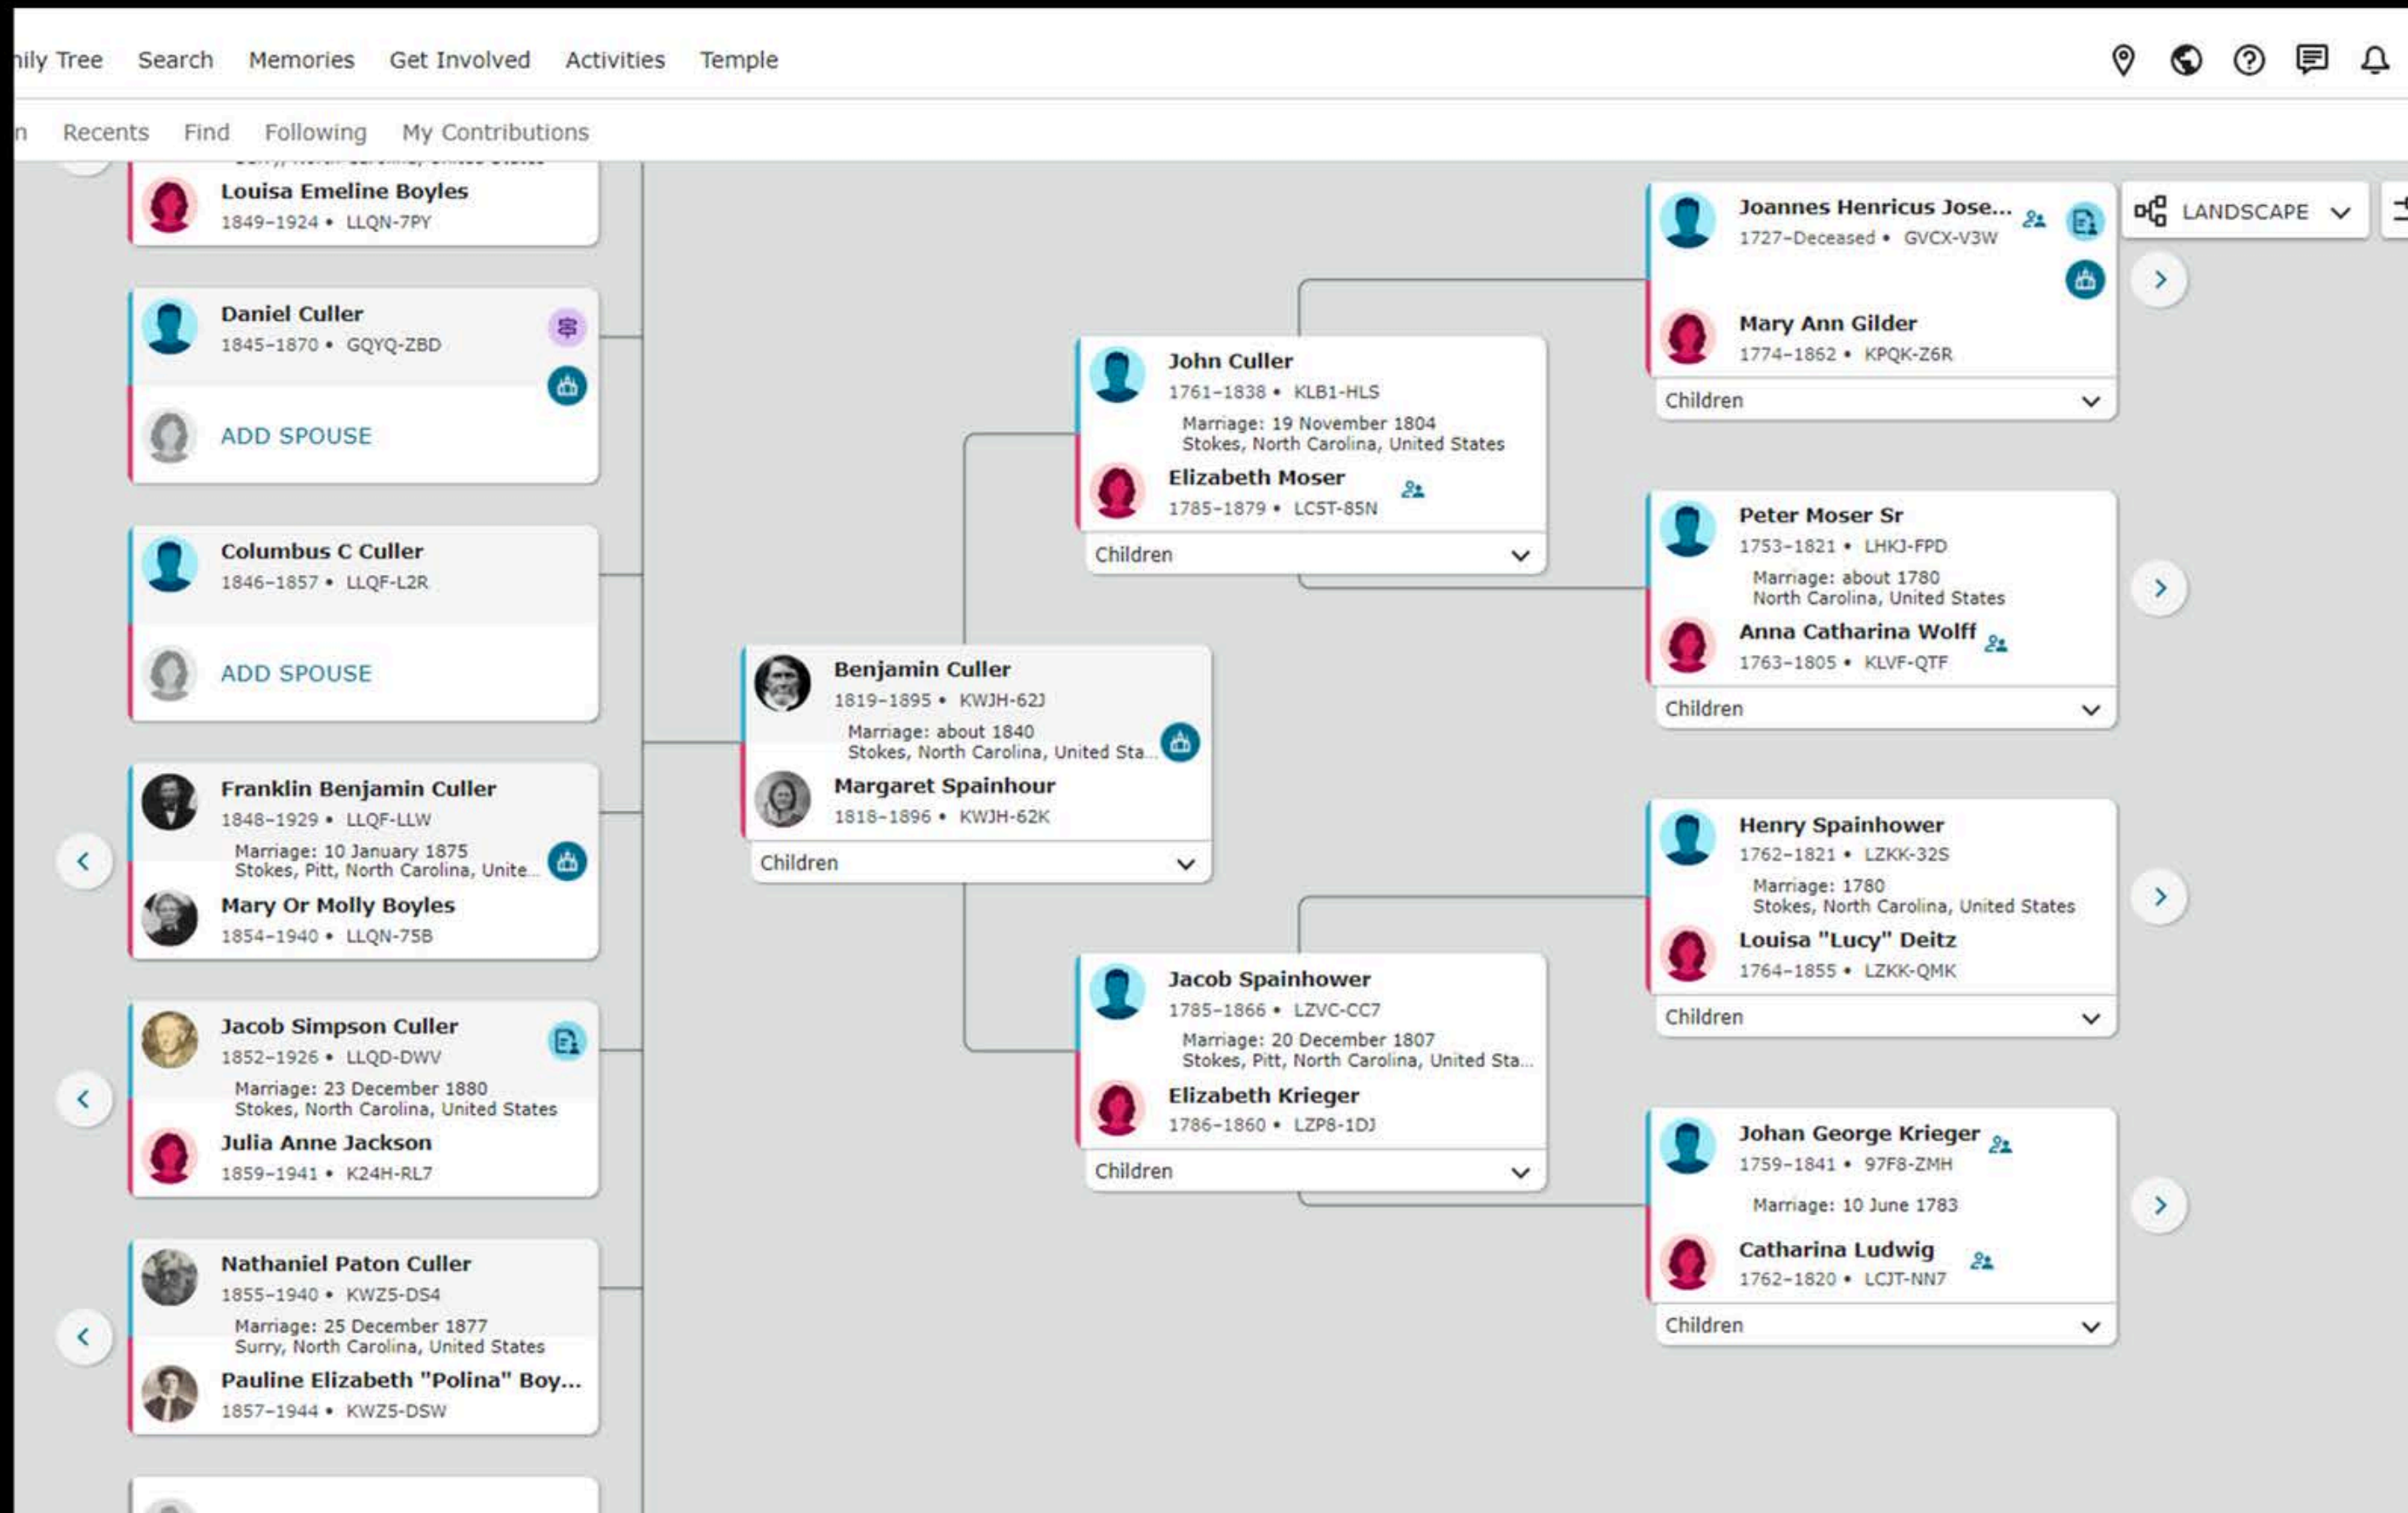 ily Tree Search Memories Get Involved Activities Temple
n Recents Find Following My Contributions
Louisa Emeline Boyles
1849–1924 • LLQN-7PY
Daniel Culler
1845–1870 • GQYQ-ZBD
ADD SPOUSE
Columbus C Culler
1846–1857 • LLQF-L2R
ADD SPOUSE
Franklin Benjamin Culler
1848–1929 • LLQF-LLW
Marriage: 10 January 1875
Stokes, Pitt, North Carolina, Unite...
Mary Or Molly Boyles
1854–1940 • LLQN-75B
Jacob Simpson Culler
1852–1926 • LLQD-DWV
Marriage: 23 December 1880
Stokes, North Carolina, United States
Julia Anne Jackson
1859–1941 • K24H-RL7
Nathaniel Paton Culler
1855–1940 • KWZ5-DS4
Marriage: 25 December 1877
Surry, North Carolina, United States
Pauline Elizabeth "Polina" Boy...
1857–1944 • KWZ5-DSW
Benjamin Culler
1819–1895 • KWJH-62J
Marriage: about 1840
Stokes, North Carolina, United Sta...
Margaret Spainhour
1818–1896 • KWJH-62K
Children
John Culler
1761–1838 • KLB1-HLS
Marriage: 19 November 1804
Stokes, North Carolina, United States
Elizabeth Moser
1785–1879 • LC5T-85N
Children
Jacob Spainhower
1785–1866 • LZVC-CC7
Marriage: 20 December 1807
Stokes, Pitt, North Carolina, United Sta...
Elizabeth Krieger
1786–1860 • LZP8-1DJ
Children
Joannes Henricus Jose...
1727–Deceased • GVCX-V3W
Mary Ann Gilder
1774–1862 • KPQK-Z6R
Children
LANDSCAPE
Peter Moser Sr
1753–1821 • LHKJ-FPD
Marriage: about 1780
North Carolina, United States
Anna Catharina Wolff
1763–1805 • KLVF-QTF
Children
Henry Spainhower
1762–1821 • LZKK-32S
Marriage: 1780
Stokes, North Carolina, United States
Louisa "Lucy" Deitz
1764–1855 • LZKK-QMK
Children
Johan George Krieger
1759–1841 • 97F8-ZMH
Marriage: 10 June 1783
Catharina Ludwig
1762–1820 • LCJT-NN7
Children